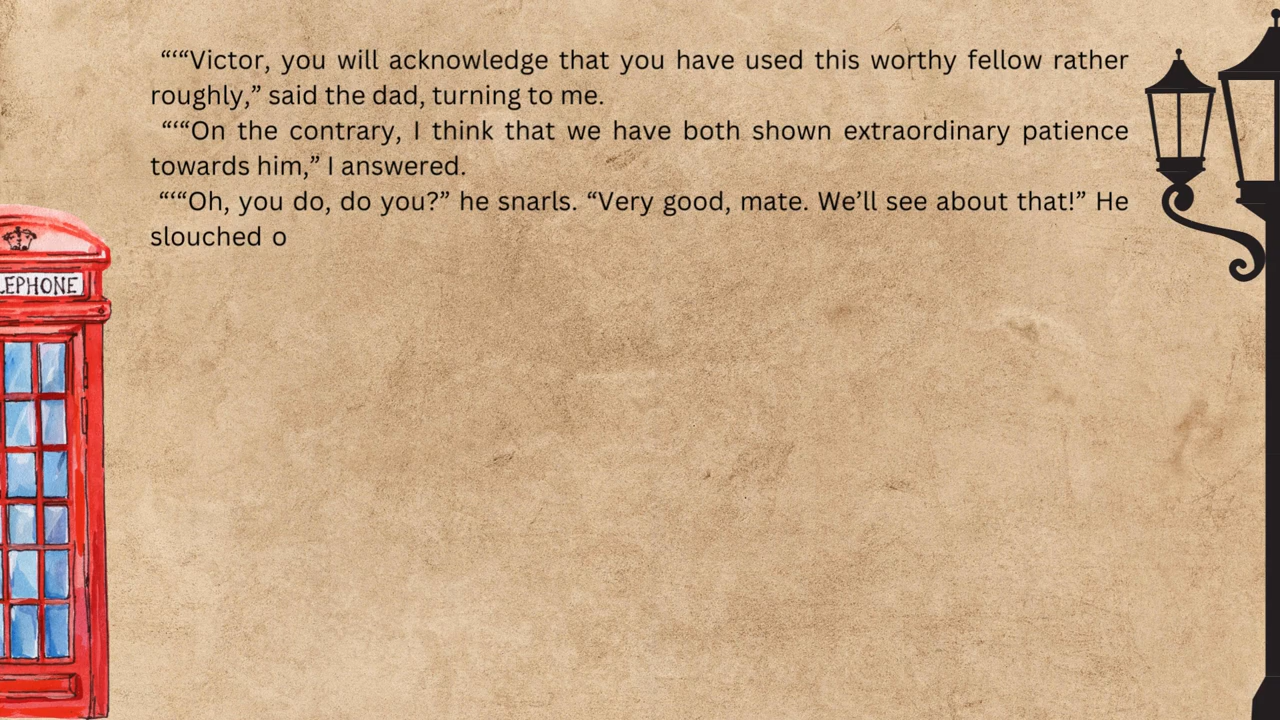 “‘“Victor, you will acknowledge that you have used this worthy fellow rather
roughly,” said the dad, turning to me.
“‘“On the contrary, I think that we have both shown extraordinary patience
towards him,” I answered.
“‘“Oh, you do, do you?” he snarls. “Very good, mate. We’ll see about that!” He
slouched o
LEPHONE